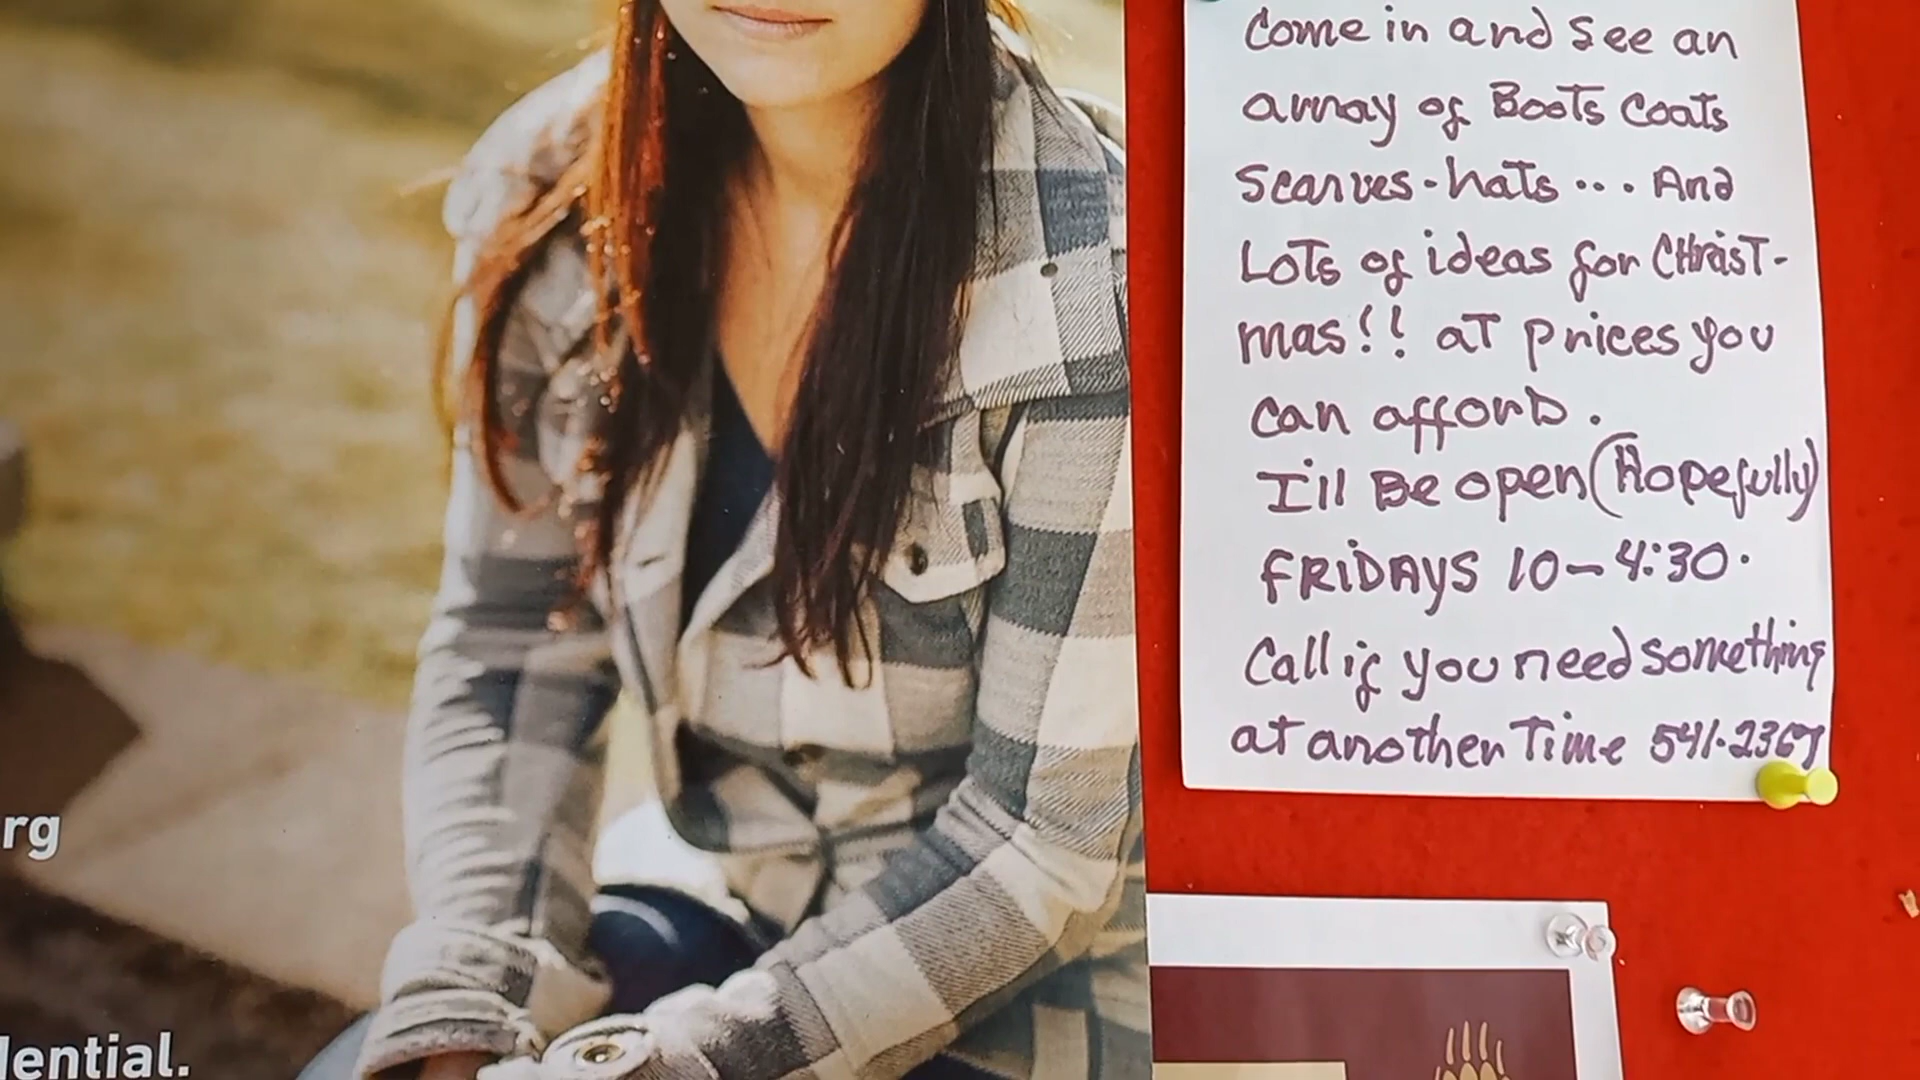 rg
lential.
Come in and see an
array of Boots Coats
Scarves - hats ... And
LOTs of ideas for CHrisT-
mas!! aT prices you
can afford.
I'll Be open (Hopefully)
FRiDAYS 10-4:30.
Call if you need something
at another Time 541-2367